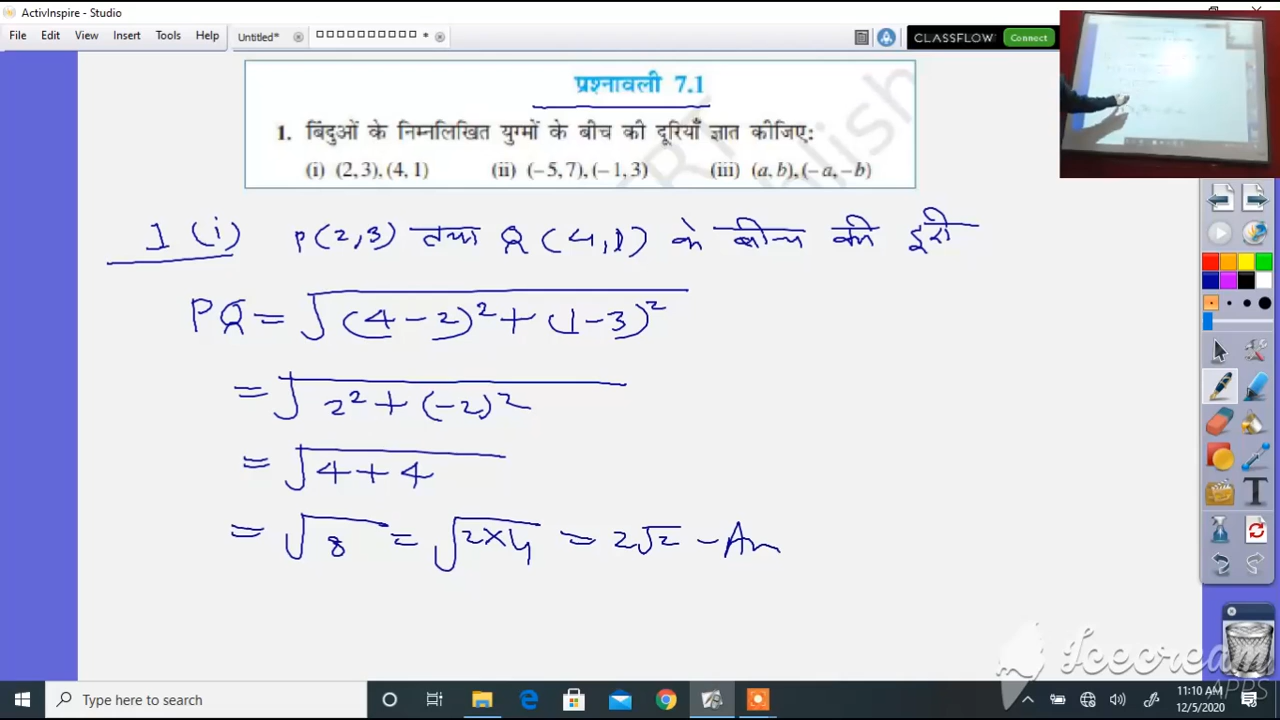 ActivInspire - Studio
File Edit View Insert Tools Help Untitled* * CLASSFLOW Connect
प्रश्नावली 7.1
1. बिंदुओं के निम्नलिखित युग्मों के बीच की दूरियाँ ज्ञात कीजिए:
(i) (2, 3), (4, 1) (ii) (– 5, 7), (– 1, 3) (iii) (a, b), (– a, – b)
1 (i) P(2,3) तथा Q(4,1) के बीच की दूरी
PQ = √(4-2)² + (1-3)²
= √2² + (-2)²
= √4+4
= √8 = √2×4 = 2√2 - An
Icecream
APPS
Type here to search
11:10 AM
12/5/2020